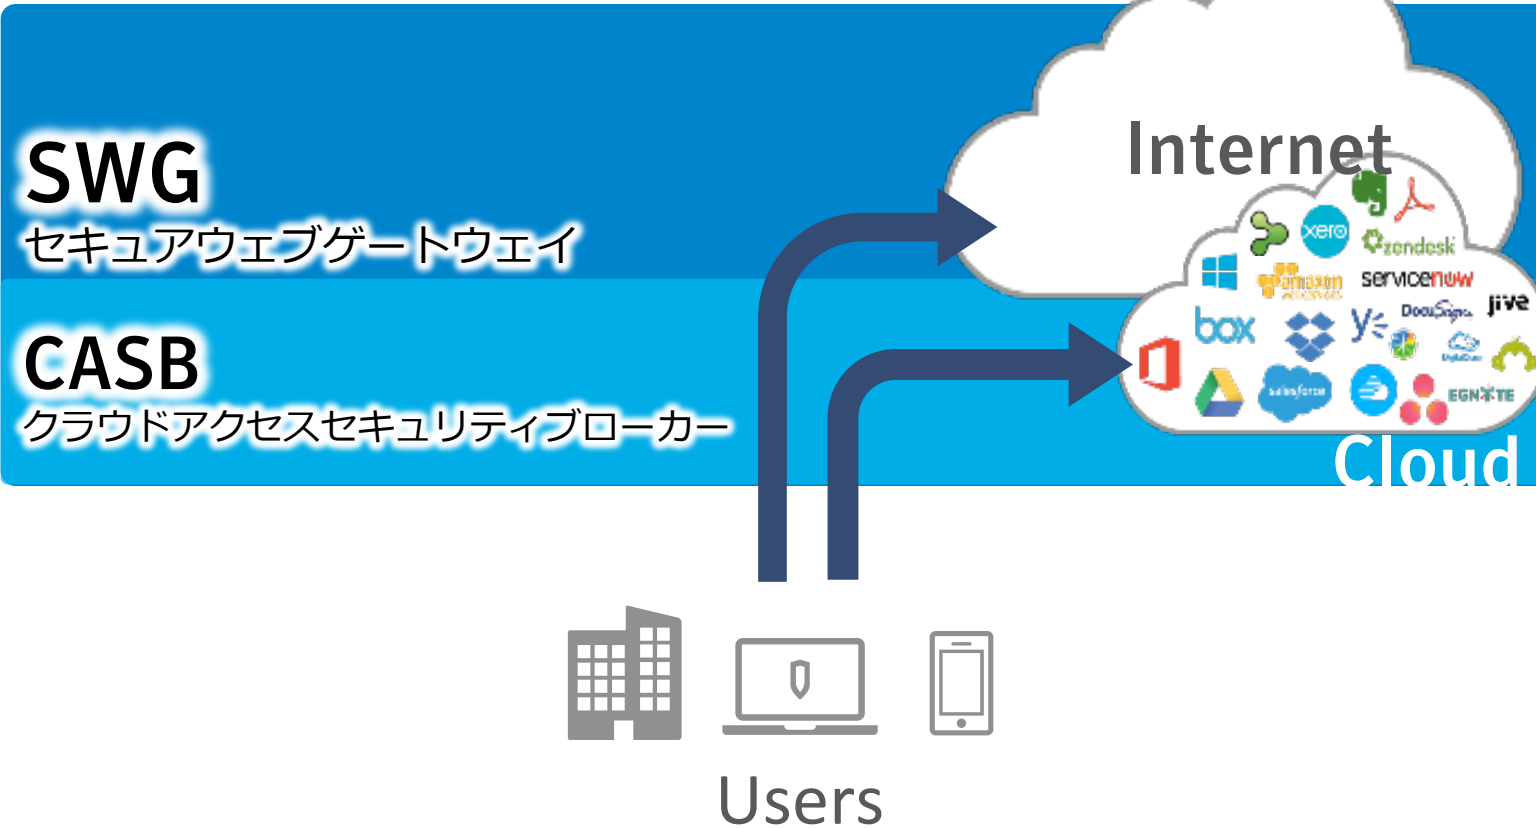 SWG
セキュアウェブゲートウェイ
CASB
クラウドアクセスセキュリティブローカー
Internet
xero
zendesk
amazon
servicenow
box
DocuSign
jive
salesforce
EGNYTE
Cloud
Users